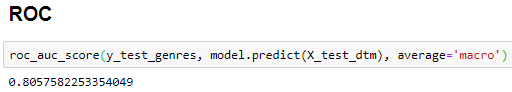 ROC
roc_auc_score(y_test_genres, model.predict(X_test_dtm), average='macro')
0.8057582253354049